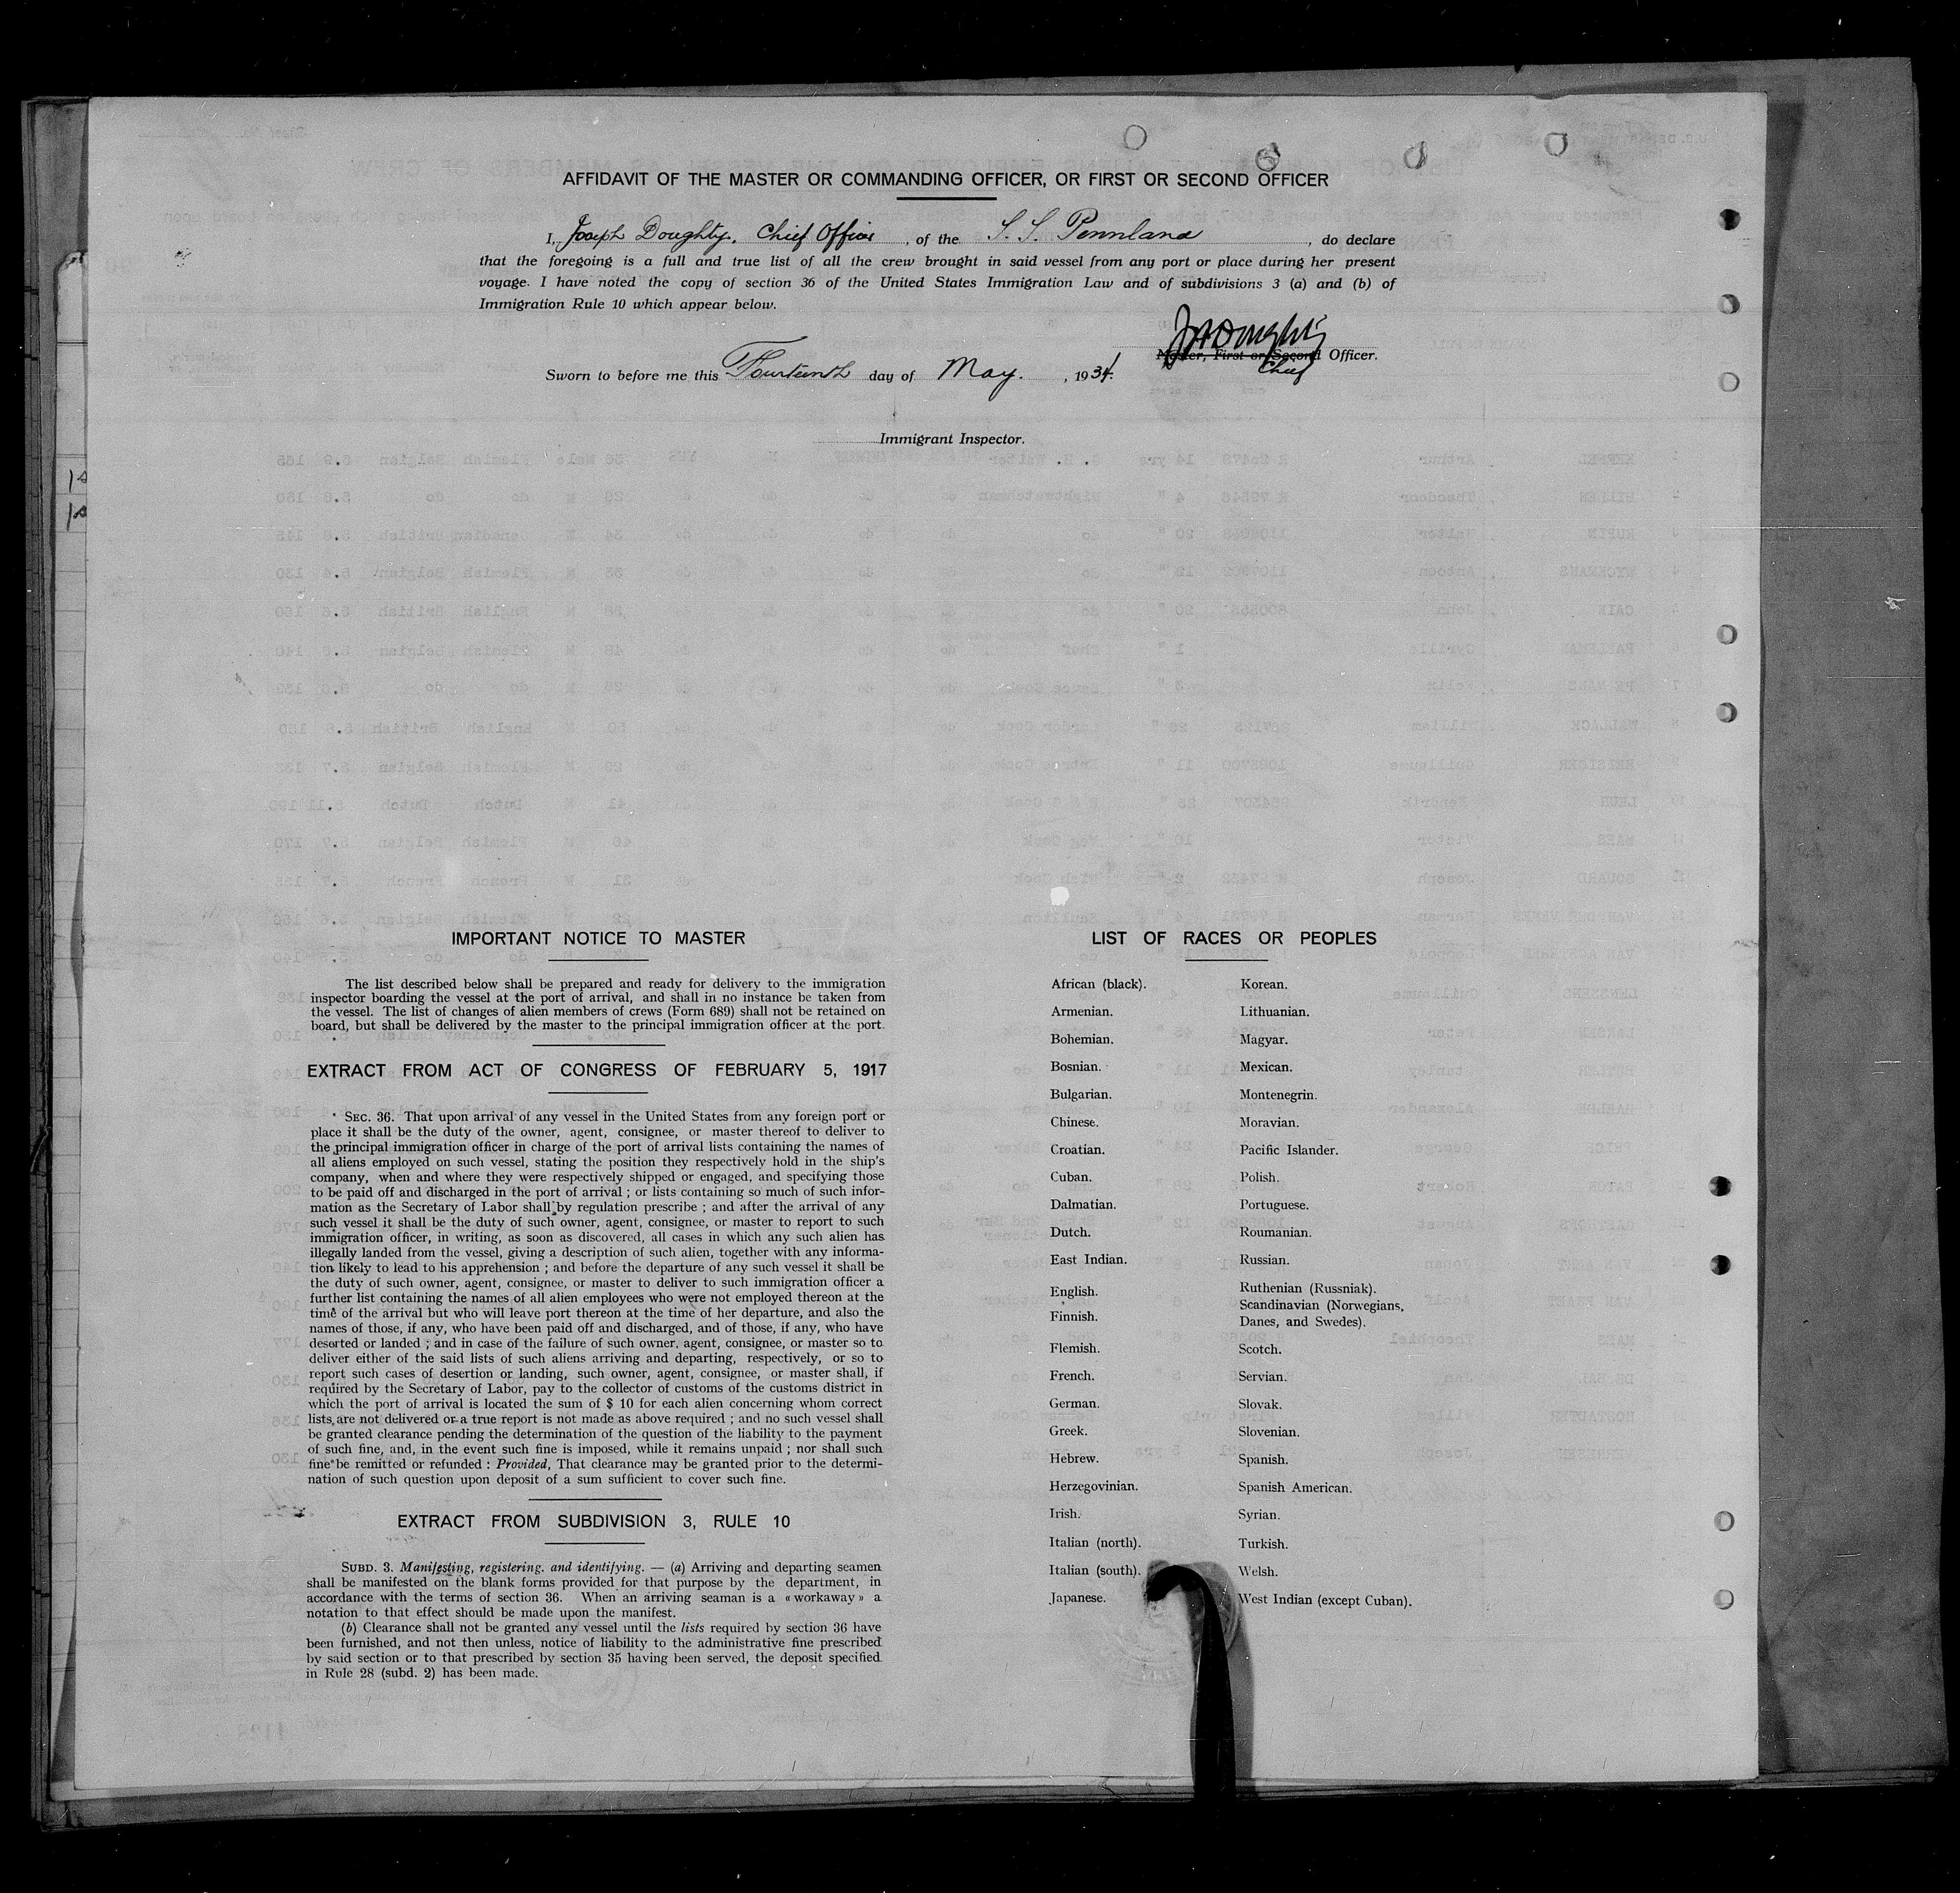 AFFIDAVIT OF THE MASTER OR COMMANDING OFFICER, OR FIRST OR SECOND OFFICER
I, Joseph Doughty, Chief Officer, of the S. S. Pennland, do declare
that the foregoing is a full and true list of all the crew brought in said vessel from any port or place during her present
voyage. I have noted the copy of section 36 of the United States Immigration Law and of subdivisions 3 (a) and (b) of
Immigration Rule 10 which appear below.
Master, First or Second Officer.
Chief
Sworn to before me this Fourteenth day of May. , 1934.
Immigrant Inspector.
IMPORTANT NOTICE TO MASTER
The list described below shall be prepared and ready for delivery to the immigration
inspector boarding the vessel at the port of arrival, and shall in no instance be taken from
the vessel. The list of changes of alien members of crews (Form 689) shall not be retained on
board, but shall be delivered by the master to the principal immigration officer at the port.
EXTRACT FROM ACT OF CONGRESS OF FEBRUARY 5, 1917
SEC. 36. That upon arrival of any vessel in the United States from any foreign port or
place it shall be the duty of the owner, agent, consignee, or master thereof to deliver to
the principal immigration officer in charge of the port of arrival lists containing the names of
all aliens employed on such vessel, stating the position they respectively hold in the ship's
company, when and where they were respectively shipped or engaged, and specifying those
to be paid off and discharged in the port of arrival ; or lists containing so much of such infor-
mation as the Secretary of Labor shall by regulation prescribe ; and after the arrival of any
such vessel it shall be the duty of such owner, agent, consignee, or master to report to such
immigration officer, in writing, as soon as discovered, all cases in which any such alien has
illegally landed from the vessel, giving a description of such alien, together with any informa-
tion likely to lead to his apprehension ; and before the departure of any such vessel it shall be
the duty of such owner, agent, consignee, or master to deliver to such immigration officer a
further list containing the names of all alien employees who were not employed thereon at the
time of the arrival but who will leave port thereon at the time of her departure, and also the
names of those, if any, who have been paid off and discharged, and of those, if any, who have
deserted or landed ; and in case of the failure of such owner, agent, consignee, or master so to
deliver either of the said lists of such aliens arriving and departing, respectively, or so to
report such cases of desertion or landing, such owner, agent, consignee, or master shall, if
required by the Secretary of Labor, pay to the collector of customs of the customs district in
which the port of arrival is located the sum of $ 10 for each alien concerning whom correct
lists are not delivered or a true report is not made as above required ; and no such vessel shall
be granted clearance pending the determination of the question of the liability to the payment
of such fine, and, in the event such fine is imposed, while it remains unpaid ; nor shall such
fine be remitted or refunded : Provided, That clearance may be granted prior to the determi-
nation of such question upon deposit of a sum sufficient to cover such fine.
EXTRACT FROM SUBDIVISION 3, RULE 10
SUBD. 3. Manifesting, registering, and identifying. — (a) Arriving and departing seamen
shall be manifested on the blank forms provided for that purpose by the department, in
accordance with the terms of section 36. When an arriving seaman is a « workaway » a
notation to that effect should be made upon the manifest.
(b) Clearance shall not be granted any vessel until the lists required by section 36 have
been furnished, and not then unless, notice of liability to the administrative fine prescribed
by said section or to that prescribed by section 35 having been served, the deposit specified
in Rule 28 (subd. 2) has been made.
LIST OF RACES OR PEOPLES
African (black).
Armenian.
Bohemian.
Bosnian.
Bulgarian.
Chinese.
Croatian.
Cuban.
Dalmatian.
Dutch.
East Indian.
English.
Finnish.
Flemish.
French.
German.
Greek.
Hebrew.
Herzegovinian.
Irish.
Italian (north).
Italian (south).
Japanese.
Korean.
Lithuanian.
Magyar.
Mexican.
Montenegrin.
Moravian.
Pacific Islander.
Polish.
Portuguese.
Roumanian.
Russian.
Ruthenian (Russniak).
Scandinavian (Norwegians,
Danes, and Swedes).
Scotch.
Servian.
Slovak.
Slovenian.
Spanish.
Spanish American.
Syrian.
Turkish.
Welsh.
West Indian (except Cuban).